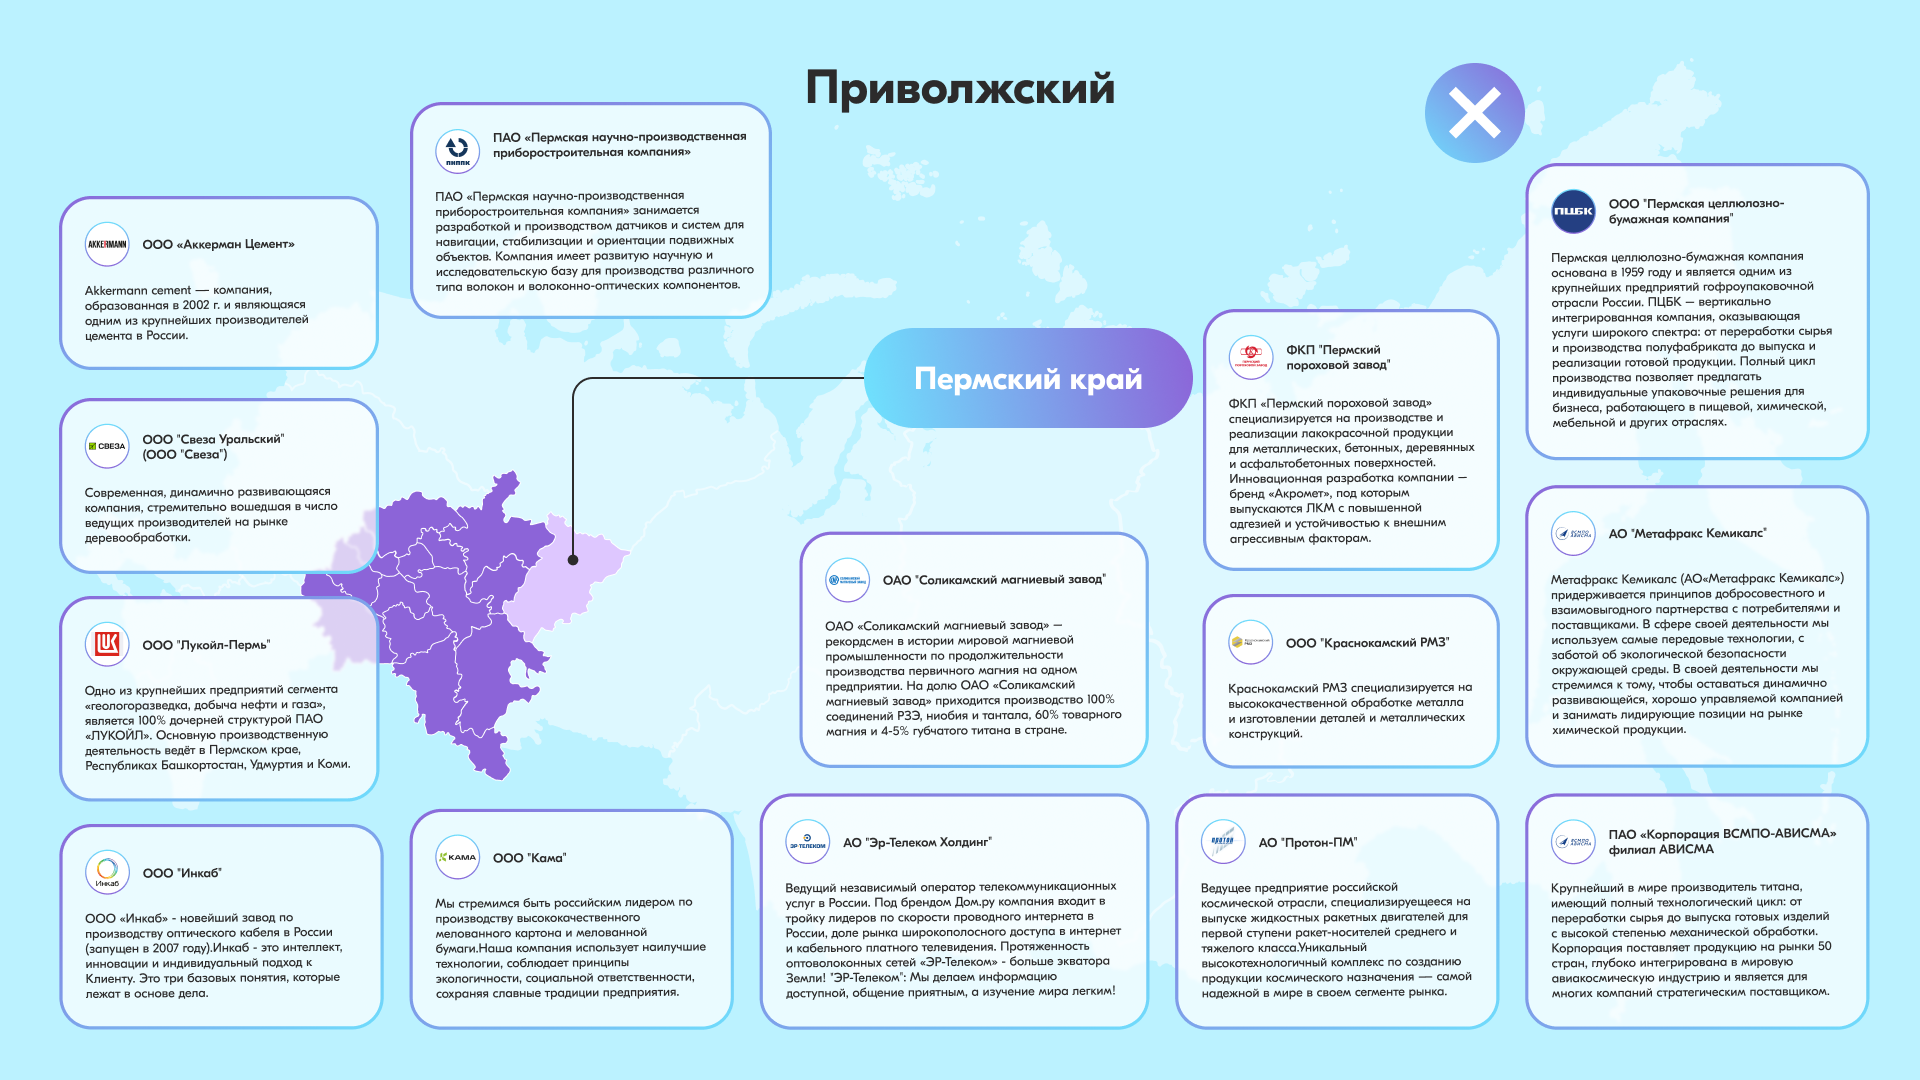 Приволжский
ПНППК
ПАО «Пермская научно-производственная
приборостроительная компания»
ПАО «Пермская научно-производственная
приборостроительная компания» занимается
разработкой и производством датчиков и систем для
навигации, стабилизации и ориентации подвижных
объектов. Компания имеет развитую научную и
исследовательскую базу для производства различного
типа волокон и волоконно-оптических компонентов.
AKKERMANN
ООО «Аккерман Цемент»
Akkermann cement — компания,
образованная в 2002 г. и являющаяся
одним из крупнейших производителей
цемента в России.
СВЕЗА
ООО "Свеза Уральский"
(ООО "Свеза")
Современная, динамично развивающаяся
компания, стремительно вошедшая в число
ведущих производителей на рынке
деревообработки.
ООО "Лукойл-Пермь"
Одно из крупнейших предприятий сегмента
«геологоразведка, добыча нефти и газа»,
является 100% дочерней структурой ПАО
«ЛУКОЙЛ». Основную производственную
деятельность ведёт в Пермском крае,
Республиках Башкортостан, Удмуртия и Коми.
Инкаб
ООО "Инкаб"
ООО «Инкаб» - новейший завод по
производству оптического кабеля в России
(запущен в 2007 году).Инкаб - это интеллект,
инновации и индивидуальный подход к
Клиенту. Это три базовых понятия, которые
лежат в основе дела.
КАМА
ООО "Кама"
Мы стремимся быть российским лидером по
производству высококачественного
мелованного картона и мелованной
бумаги.Наша компания использует наилучшие
технологии, соблюдает принципы
экологичности, социальной ответственности,
сохраняя славные традиции предприятия.
Пермский край
ОАО "Соликамский магниевый завод"
ОАО «Соликамский магниевый завод» —
рекордсмен в истории мировой магниевой
промышленности по продолжительности
производства первичного магния на одном
предприятии. На долю ОАО «Соликамский
магниевый завод» приходится производство 100%
соединений РЗЭ, ниобия и тантала, 60% товарного
магния и 4-5% губчатого титана в стране.
ЭР ТЕЛЕКОМ
АО "Эр-Телеком Холдинг"
Ведущий независимый оператор телекоммуникационных
услуг в России. Под брендом Дом.ру компания входит в
тройку лидеров по скорости проводного интернета в
России, доле рынка широкополосного доступа в интернет
и кабельного платного телевидения. Протяженность
оптоволоконных сетей «ЭР-Телеком» - больше экватора
Земли! "ЭР-Телеком": Мы делаем информацию
доступной, общение приятным, а изучение мира легким!
ФКП "Пермский
пороховой завод"
ФКП «Пермский пороховой завод»
специализируется на производстве и
реализации лакокрасочной продукции
для металлических, бетонных, деревянных
и асфальтобетонных поверхностей.
Инновационная разработка компании —
бренд «Акромет», под которым
выпускаются ЛКМ с повышенной
адгезией и устойчивостью к внешним
агрессивным факторам.
ООО "Краснокамский РМЗ"
Краснокамский РМЗ специализируется на
высококачественной обработке металла
и изготовлении деталей и металлических
конструкций.
протон
АО "Протон-ПМ"
Ведущее предприятие российской
космической отрасли, специализирущееся на
выпуске жидкостных ракетных двигателей для
первой ступени ракет-носителей среднего и
тяжелого класса.Уникальный
высокотехнологичный комплекс по созданию
продукции космического назначения — самой
надежной в мире в своем сегменте рынка.
ПЦБК
ООО "Пермская целлюлозно-
бумажная компания"
Пермская целлюлозно-бумажная компания
основана в 1959 году и является одним из
крупнейших предприятий гофроупаковочной
отрасли России. ПЦБК — вертикально
интегрированная компания, оказывающая
услуги широкого спектра: от переработки сырья
и производства полуфабриката до выпуска и
реализации готовой продукции. Полный цикл
производства позволяет предлагать
индивидуальные упаковочные решения для
бизнеса, работающего в пищевой, химической,
мебельной и других отраслях.
ВСМПО
АВИСМА
АО "Метафракс Кемикалс"
Метафракс Кемикалс (АО«Метафракс Кемикалс»)
придерживается принципов добросовестного и
взаимовыгодного партнерства с потребителями и
поставщиками. В сфере своей деятельности мы
используем самые передовые технологии, с
заботой об экологической безопасности
окружающей среды. В своей деятельности мы
стремимся к тому, чтобы оставаться динамично
развивающейся, хорошо управляемой компанией
и занимать лидирующие позиции на рынке
химической продукции.
ВСМПО
АВИСМА
ПАО «Корпорация ВСМПО-АВИСМА»
филиал АВИСМА
Крупнейший в мире производитель титана,
имеющий полный технологический цикл: от
переработки сырья до выпуска готовых изделий
с высокой степенью механической обработки.
Корпорация поставляет продукцию на рынки 50
стран, глубоко интегрирована в мировую
авиакосмическую индустрию и является для
многих компаний стратегическим поставщиком.